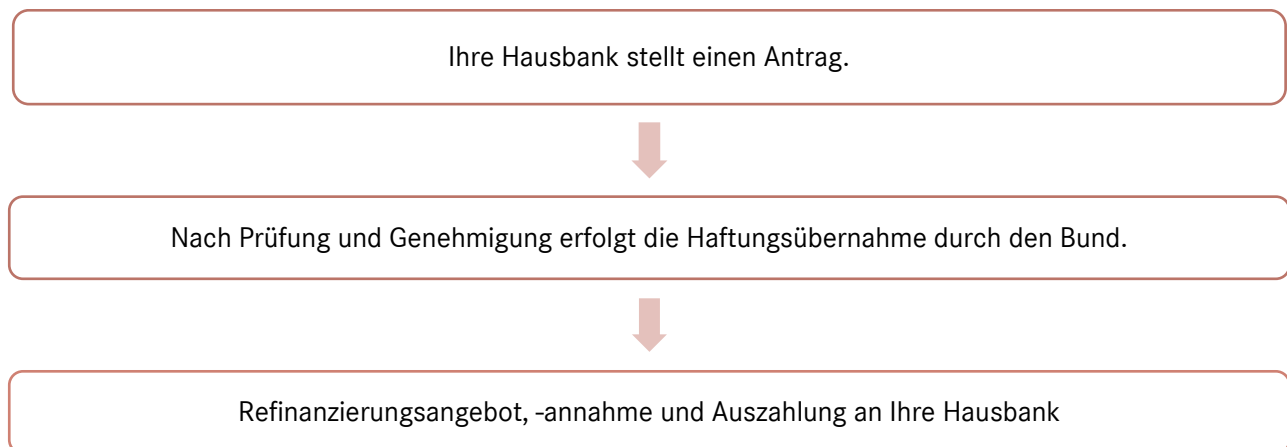 Ihre Hausbank stellt einen Antrag.
Nach Prüfung und Genehmigung erfolgt die Haftungsübernahme durch den Bund.
Refinanzierungsangebot, -annahme und Auszahlung an Ihre Hausbank